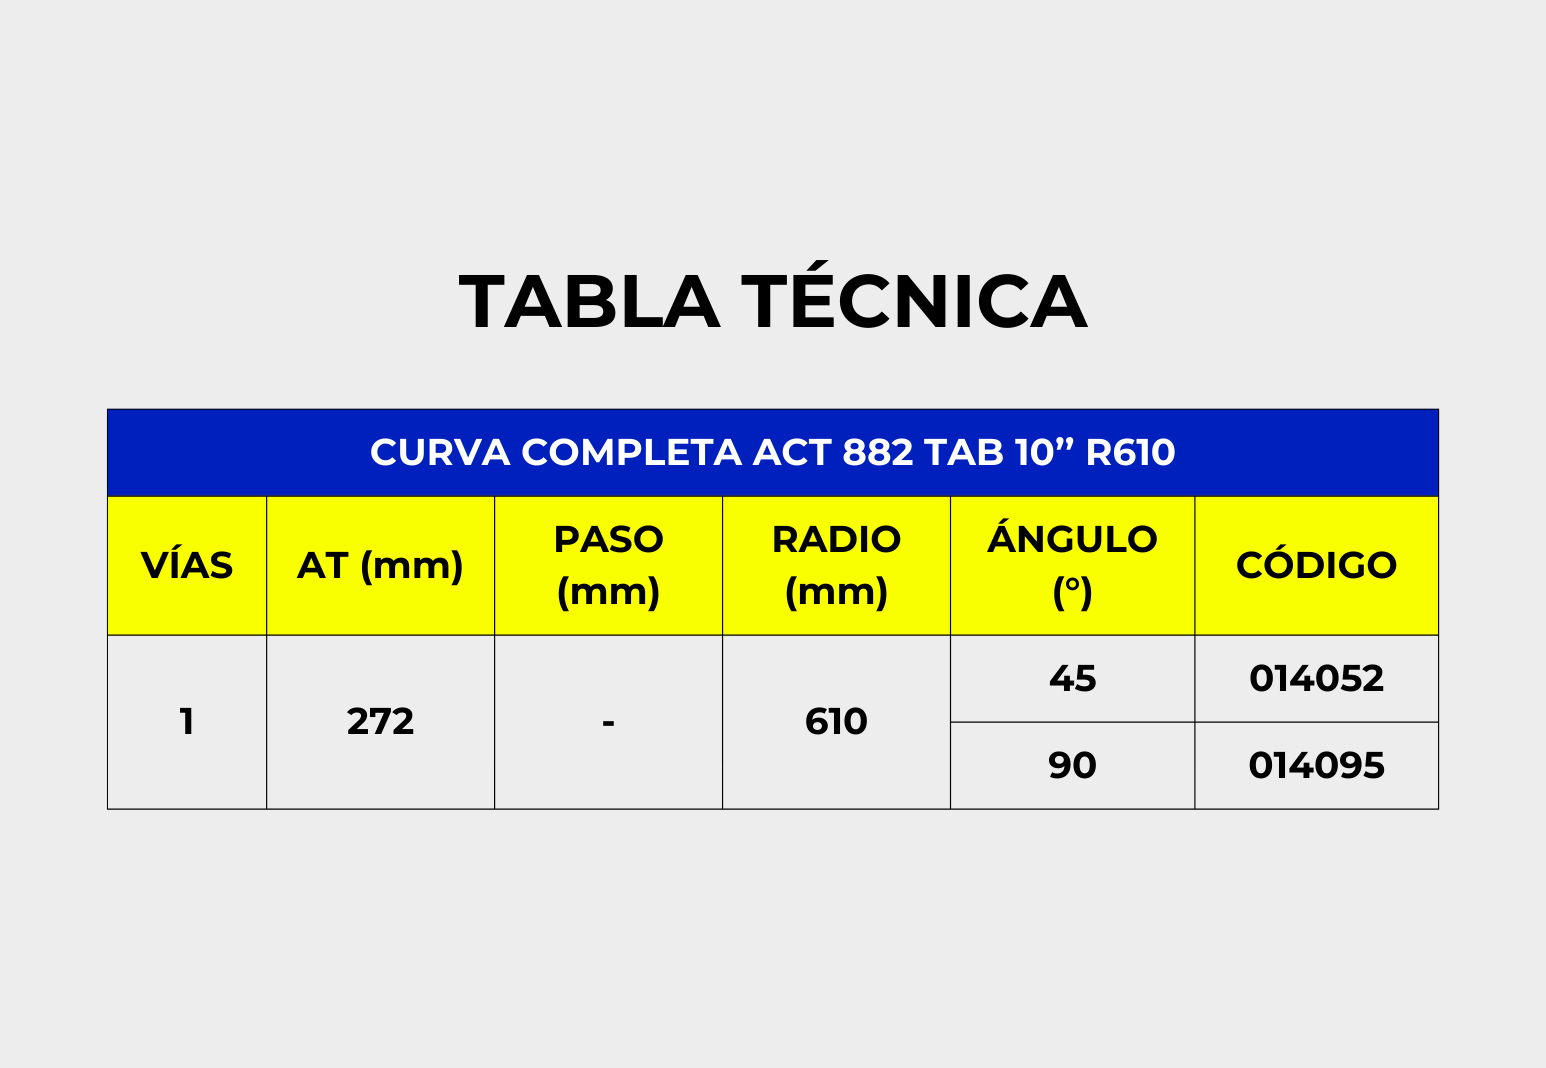 TABLA TÉCNICA
CURVA COMPLETA ACT 882 TAB 10” R610
VÍAS
AT (mm)
PASO
(mm)
RADIO
(mm)
ÁNGULO
(°)
CÓDIGO
1
272
-
610
45
014052
90
014095